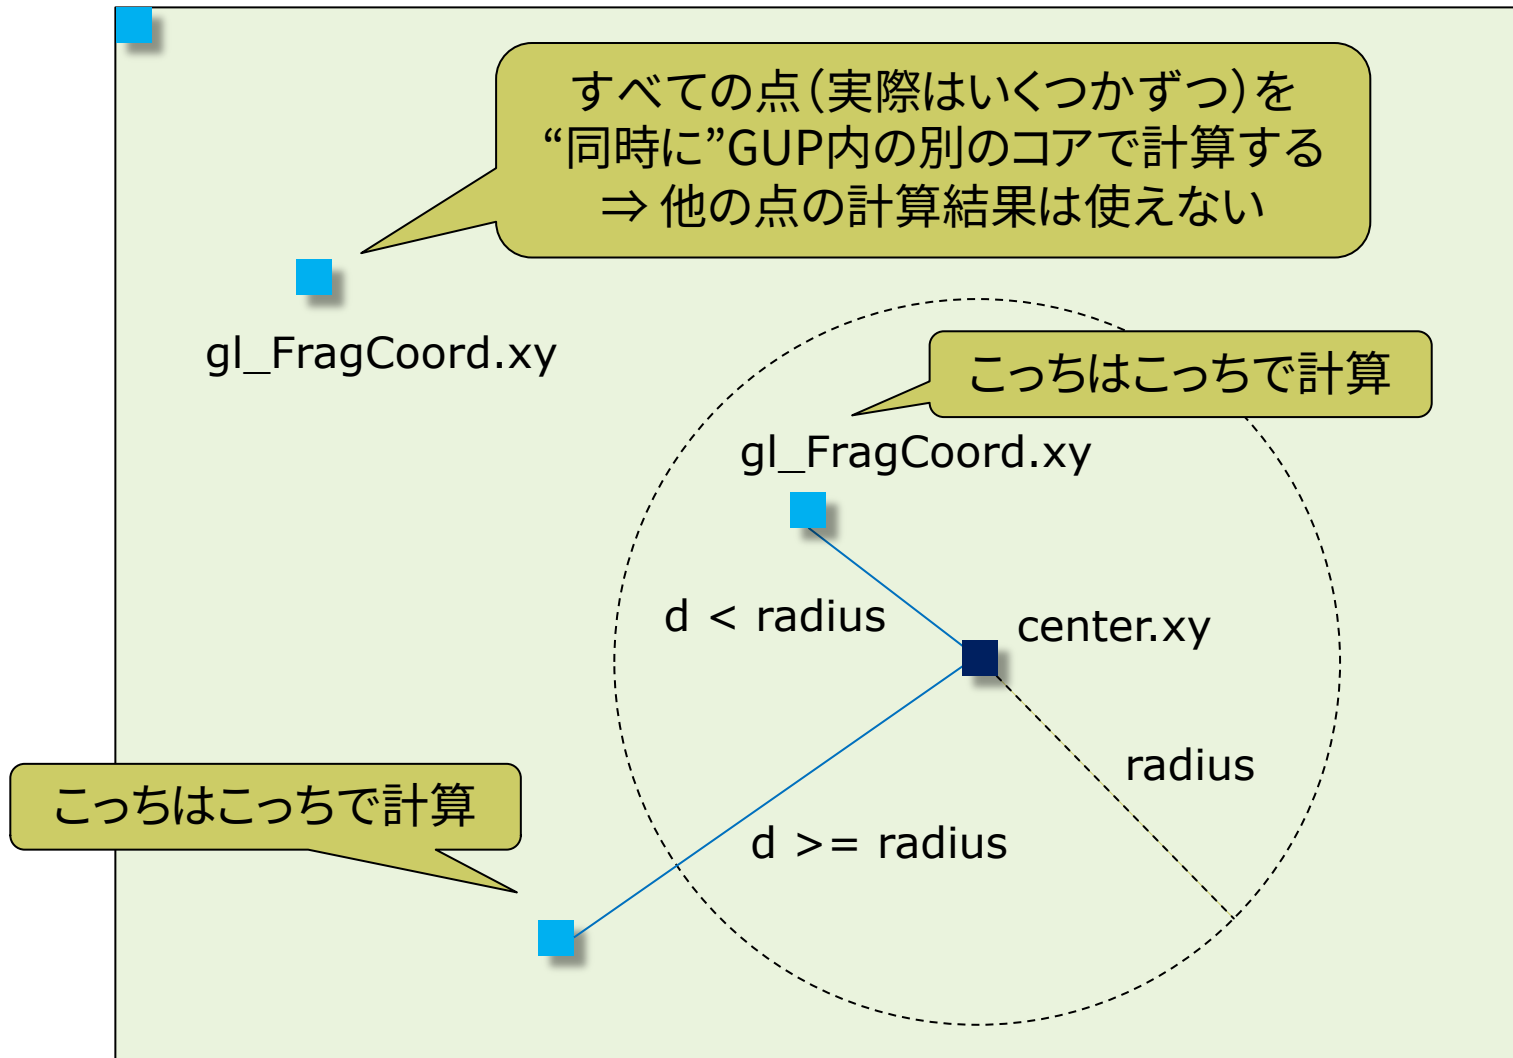 すべての点（実際はいくつかずつ）を
“同時に”GUP内の別のコアで計算する
⇒ 他の点の計算結果は使えない
gl_FragCoord.xy
こっちはこっちで計算
gl_FragCoord.xy
d < radius
center.xy
radius
こっちはこっちで計算
d >= radius